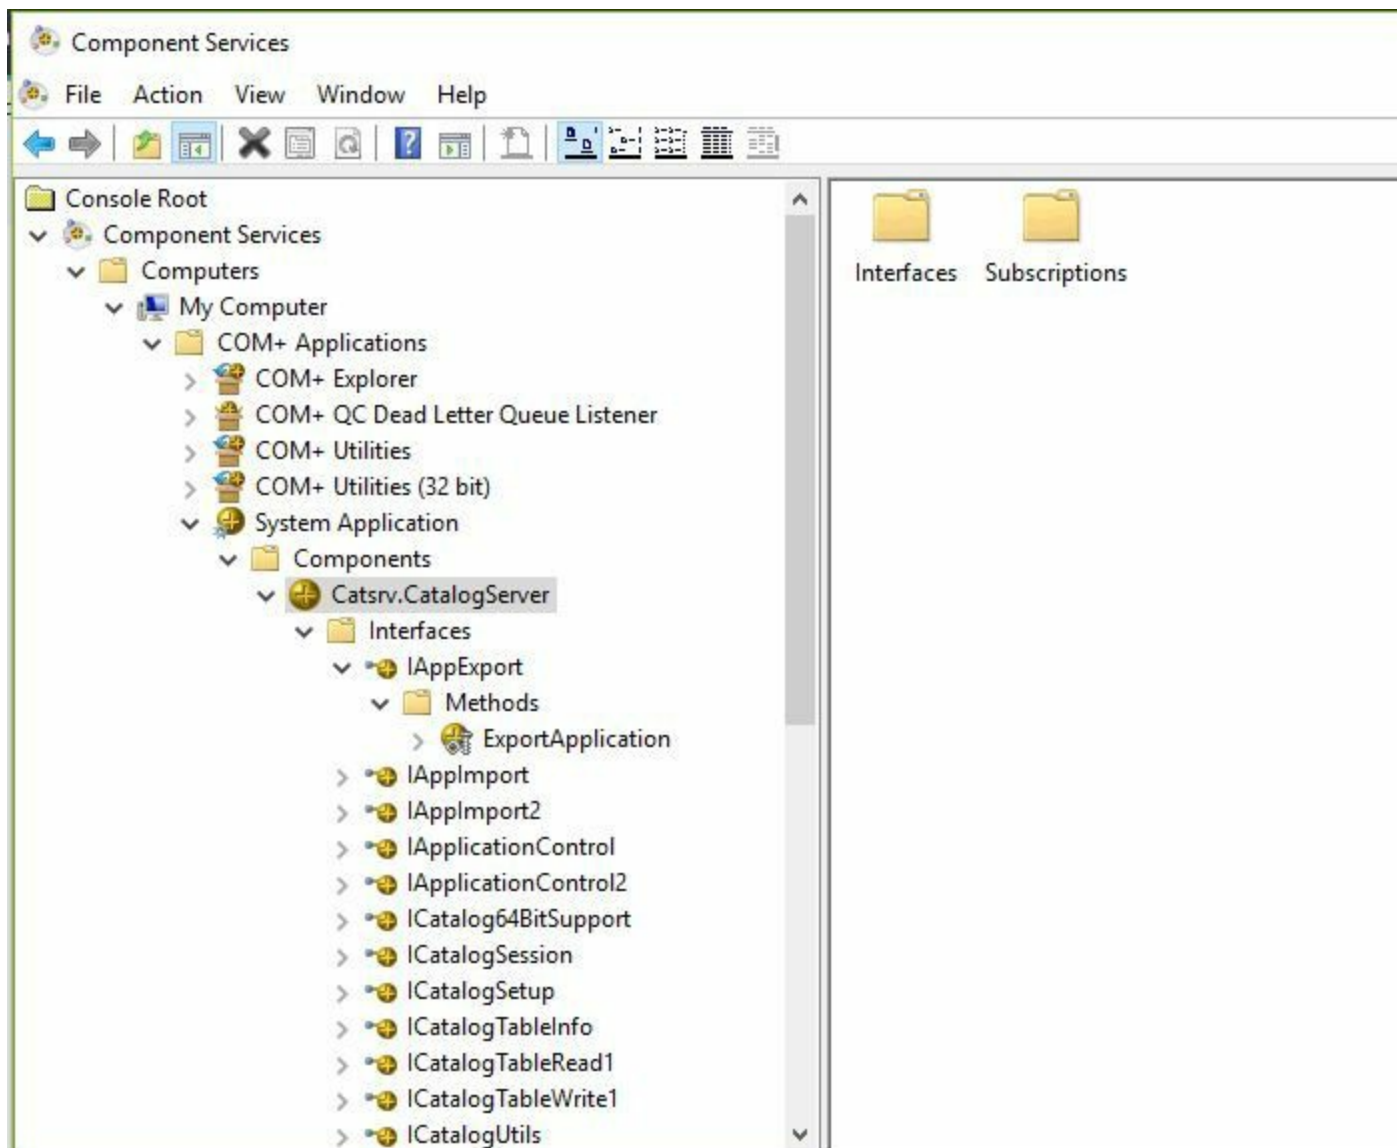 Component Services
File Action View Window Help
Console Root
Component Services
Computers
My Computer
COM+ Applications
COM+ Explorer
COM+ QC Dead Letter Queue Listener
COM+ Utilities
COM+ Utilities (32 bit)
System Application
Components
Catsrv.CatalogServer
Interfaces
IAppExport
Methods
ExportApplication
IAppImport
IAppImport2
IApplicationControl
IApplicationControl2
ICatalog64BitSupport
ICatalogSession
ICatalogSetup
ICatalogTableInfo
ICatalogTableRead1
ICatalogTableWrite1
ICatalogUtils
Interfaces Subscriptions